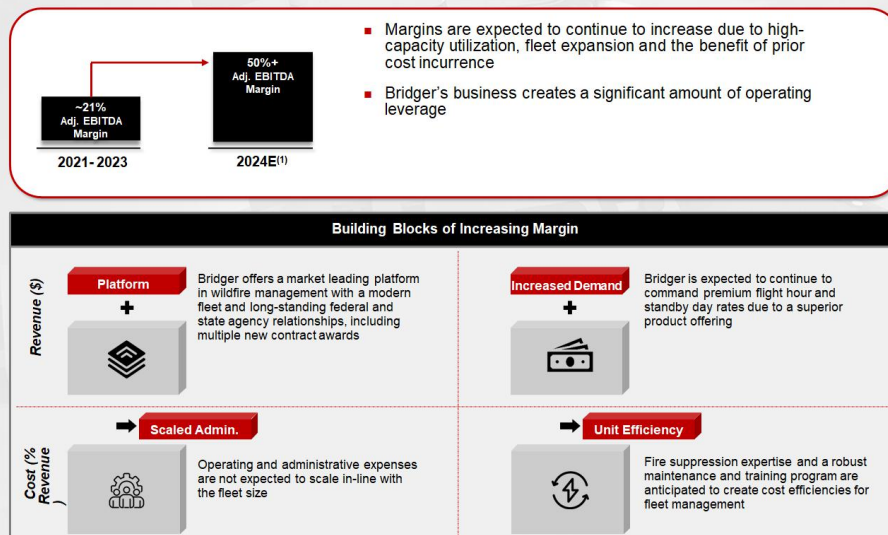 50%+
Adj. EBITDA
Margin
~21%
Adj. EBITDA
Margin
2021- 2023
2024E(1)
■ Margins are expected to continue to increase due to high-
capacity utilization, fleet expansion and the benefit of prior
cost incurrence
■ Bridger's business creates a significant amount of operating
leverage
Building Blocks of Increasing Margin
Revenue ($)
Platform
+
Bridger offers a market leading platform
in wildfire management with a modern
fleet and long-standing federal and
state agency relationships, including
multiple new contract awards
Increased Demand
+
Bridger is expected to continue to
command premium flight hour and
standby day rates due to a superior
product offering
Cost (%
Revenue
)
Scaled Admin.
Operating and administrative expenses
are not expected to scale in-line with
the fleet size
Unit Efficiency
Fire suppression expertise and a robust
maintenance and training program are
anticipated to create cost efficiencies for
fleet management